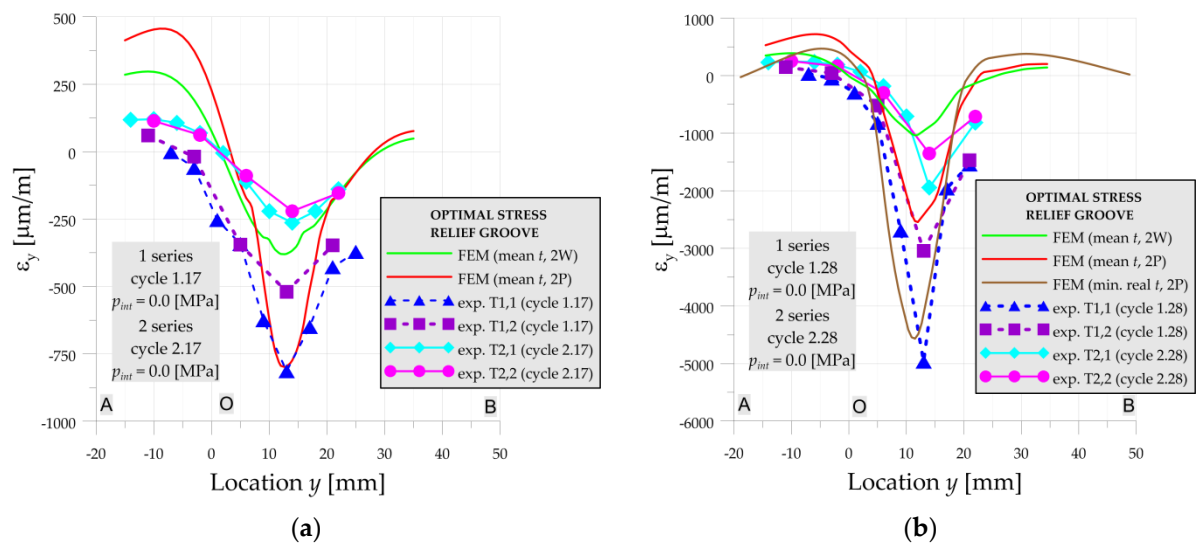 500
250
0
-250
-500
-750
-1000
εy [μm/m]
1 series
cycle 1.17
pint = 0.0 [MPa]
2 series
cycle 2.17
pint = 0.0 [MPa]
OPTIMAL STRESS
RELIEF GROOVE
FEM (mean t, 2W)
FEM (mean t, 2P)
exp. T1,1 (cycle 1.17)
exp. T1,2 (cycle 1.17)
exp. T2,1 (cycle 2.17)
exp. T2,2 (cycle 2.17)
A O B
-20 -10 0 10 20 30 40 50
Location y [mm]
(a)
1000
0
-1000
-2000
-3000
-4000
-5000
-6000
εy [μm/m]
1 series
cycle 1.28
pint = 0.0 [MPa]
2 series
cycle 2.28
pint = 0.0 [MPa]
OPTIMAL STRESS
RELIEF GROOVE
FEM (mean t, 2W)
FEM (mean t, 2P)
FEM (min. real t, 2P)
exp. T1,1 (cycle 1.28)
exp. T1,2 (cycle 1.28)
exp. T2,1 (cycle 2.28)
exp. T2,2 (cycle 2.28)
A O B
-20 -10 0 10 20 30 40 50
Location y [mm]
(b)